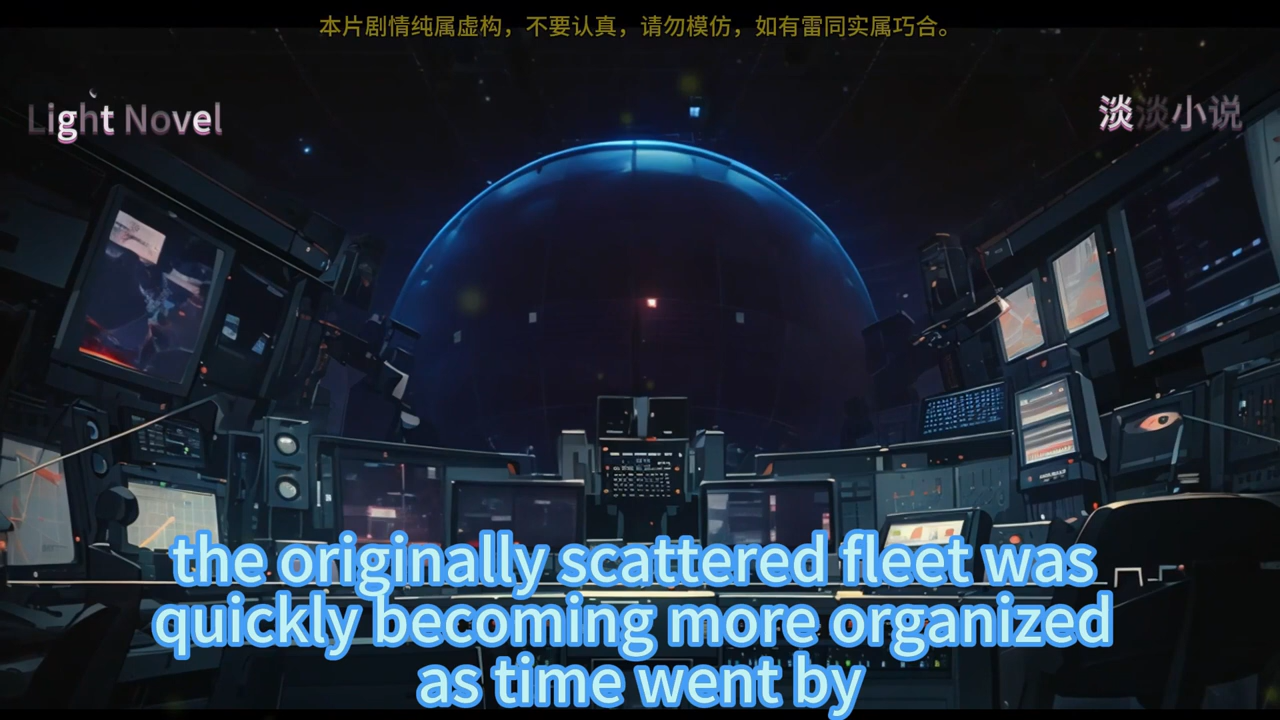 本片剧情纯属虚构，不要认真，请勿模仿，如有雷同实属巧合。
Light Novel
淡淡小说
the originally scattered fleet was
quickly becoming more organized
as time went by